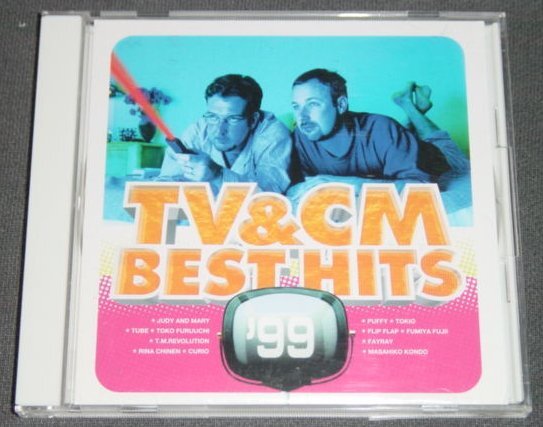 TV&CM
BEST HITS
'99
JUDY AND MARY
TUBE TOKO FURUUCHI
T.M.REVOLUTION
RINA CHINEN CURIO
PUFFY TOKIO
FLIP FLAP FUMIYA FUJII
FAYRAY
MASAHIKO KONDO